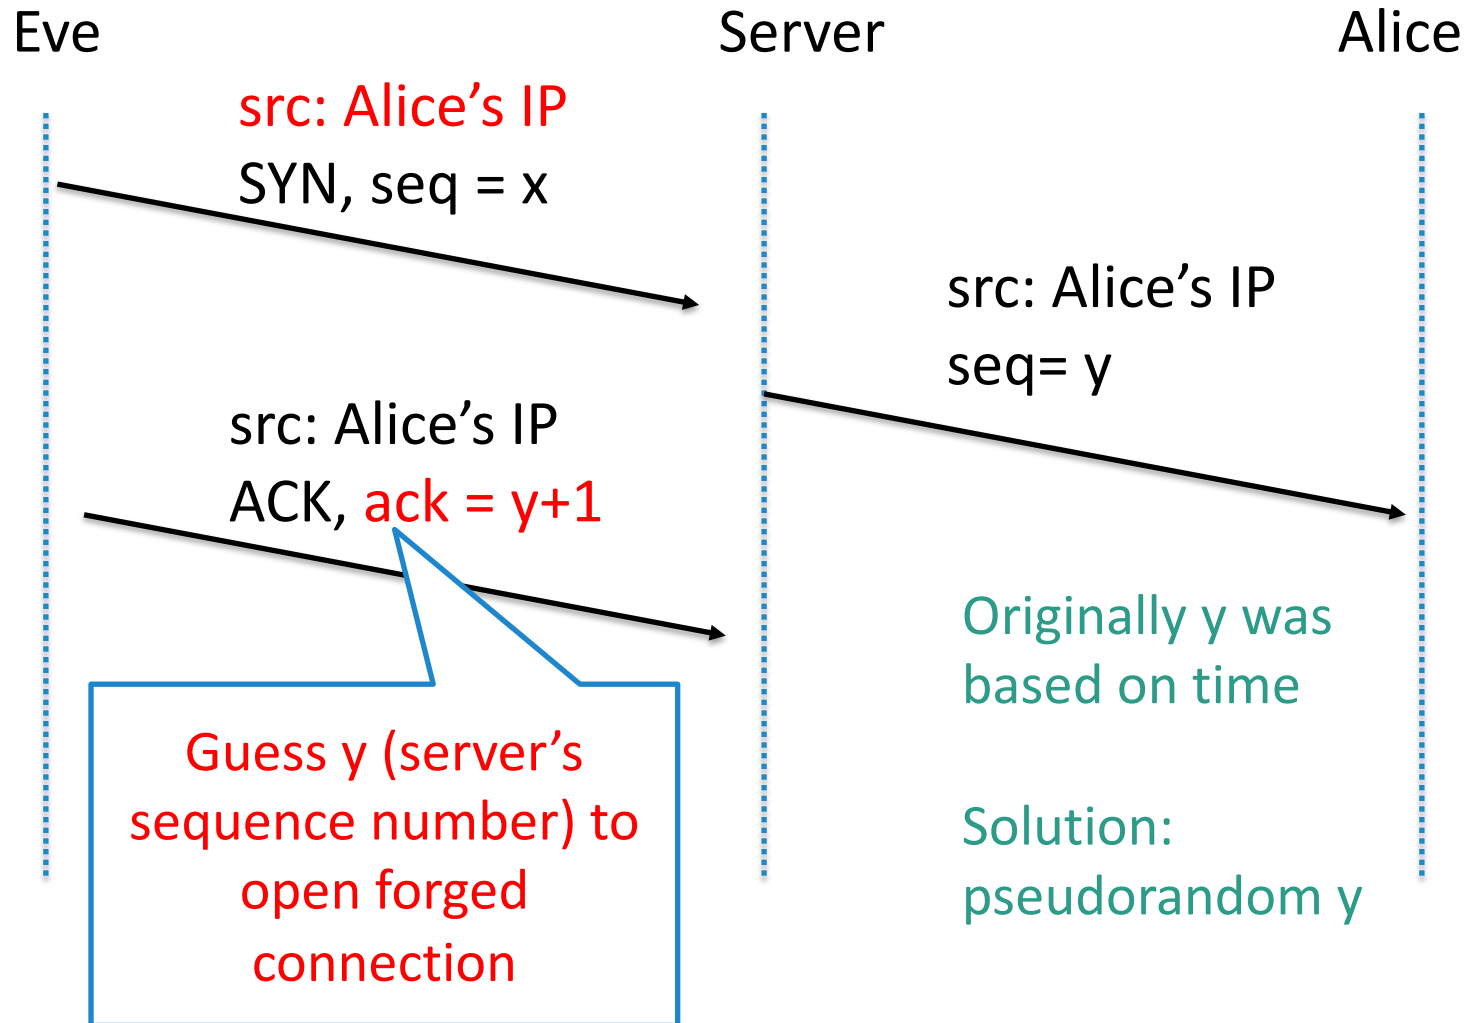 Eve
Server
Alice
src: Alice’s IP
SYN, seq = x
src: Alice’s IP
seq= y
src: Alice’s IP
ACK, ack = y+1
Guess y (server’s
sequence number) to
open forged
connection
Originally y was
based on time
Solution:
pseudorandom y